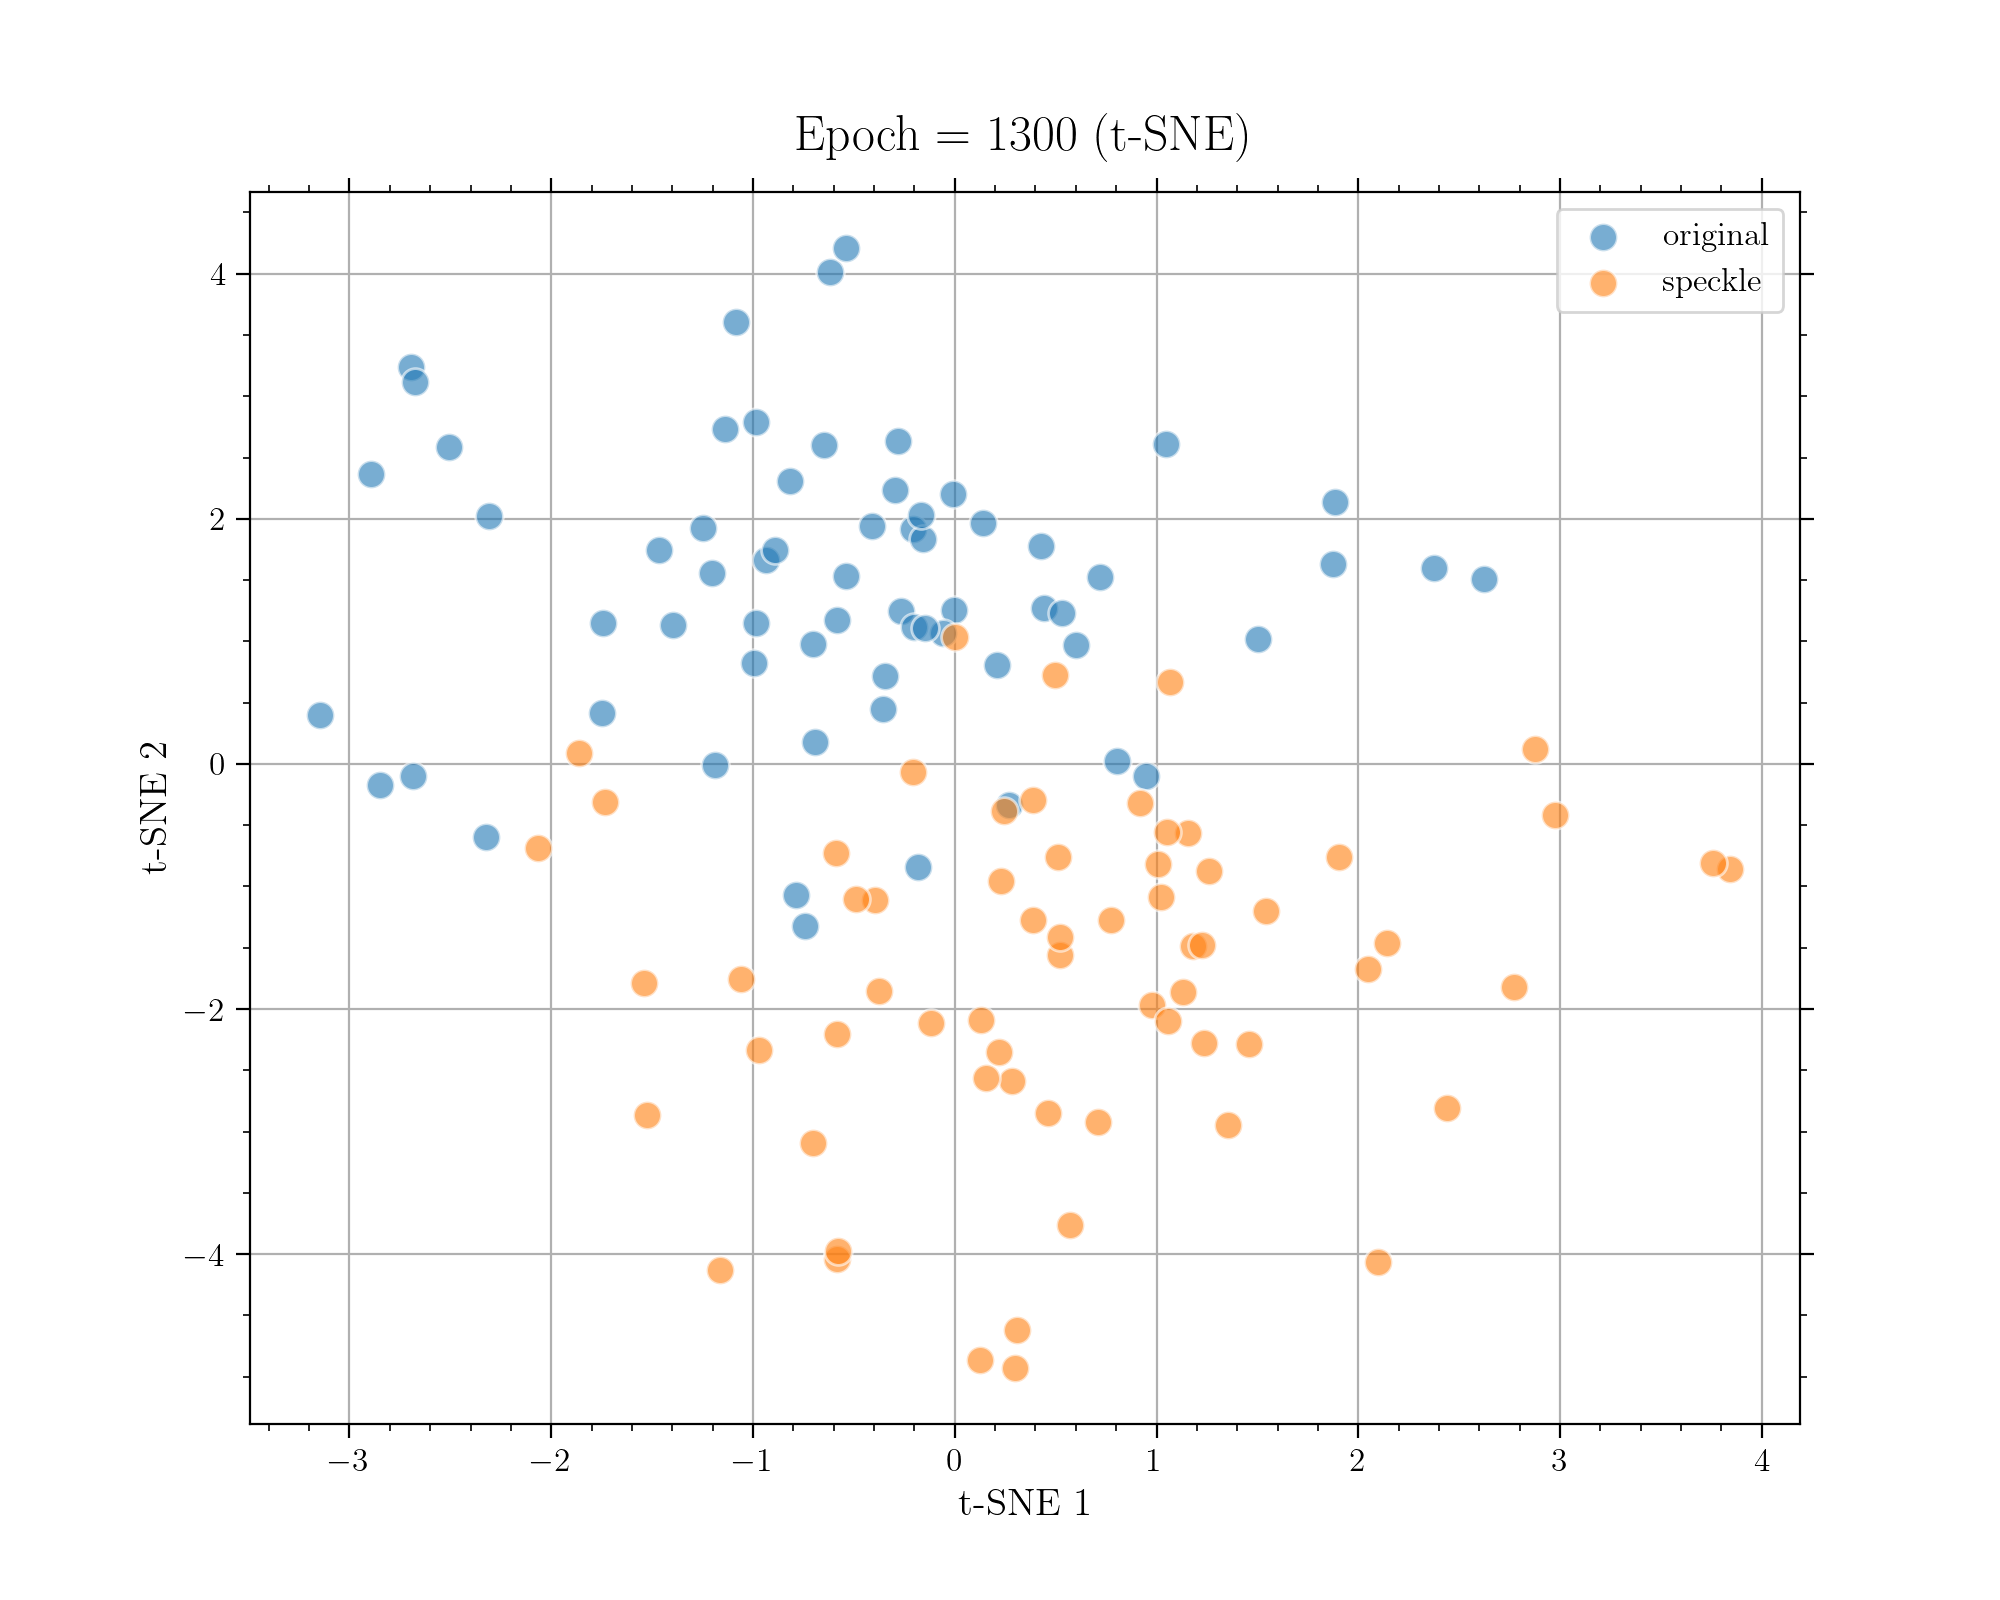 Epoch = 1300 (t-SNE)
original
speckle
4
2
0
−2
−4
t-SNE 2
−3 −2 −1 0 1 2 3 4
t-SNE 1